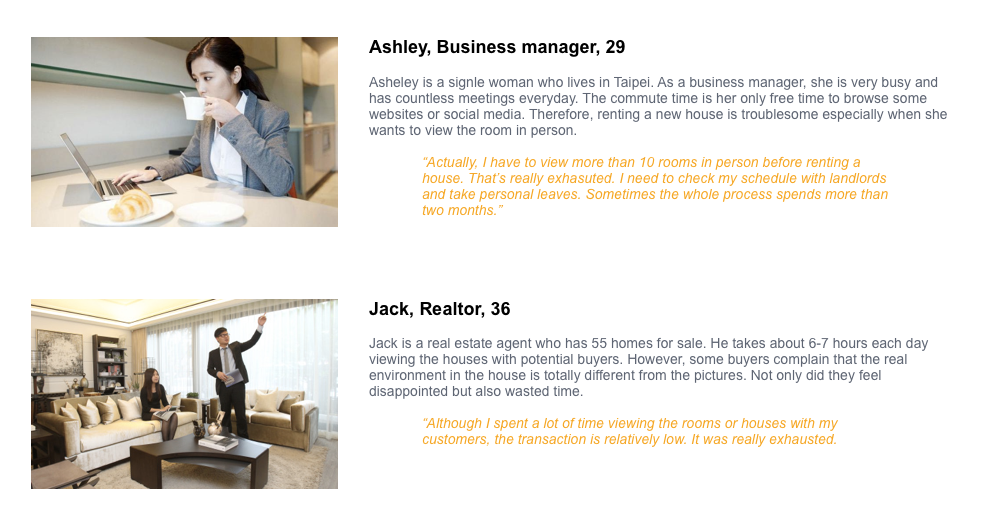 Ashley, Business manager, 29
Asheley is a signle woman who lives in Taipei. As a business manager, she is very busy and
has countless meetings everyday. The commute time is her only free time to browse some
websites or social media. Therefore, renting a new house is troublesome especially when she
wants to view the room in person.
“Actually, I have to view more than 10 rooms in person before renting a
house. That’s really exhasuted. I need to check my schedule with landlords
and take personal leaves. Sometimes the whole process spends more than
two months.”
Jack, Realtor, 36
Jack is a real estate agent who has 55 homes for sale. He takes about 6-7 hours each day
viewing the houses with potential buyers. However, some buyers complain that the real
environment in the house is totally different from the pictures. Not only did they feel
disappointed but also wasted time.
“Although I spent a lot of time viewing the rooms or houses with my
customers, the transaction is relatively low. It was really exhausted.